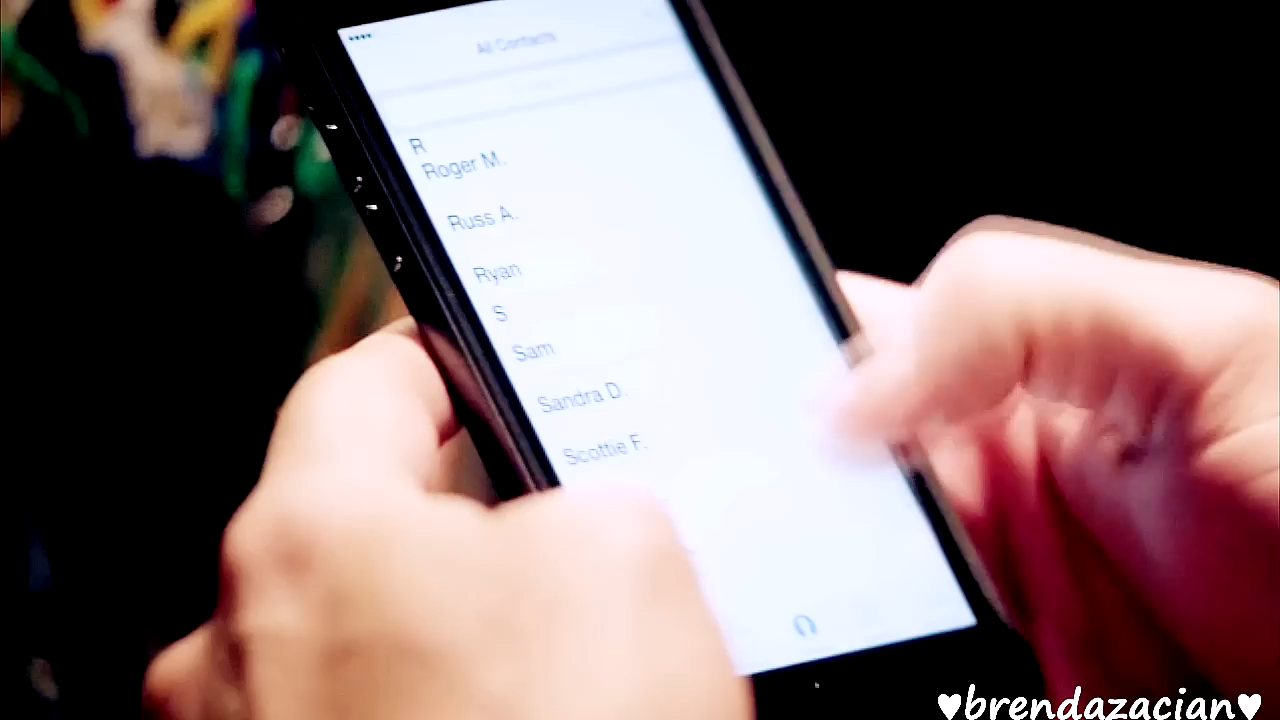 All Contacts
R
Roger M.
Russ A.
Ryan
S
Sam
Sandra D.
Scottie F.
♥brendazacian♥